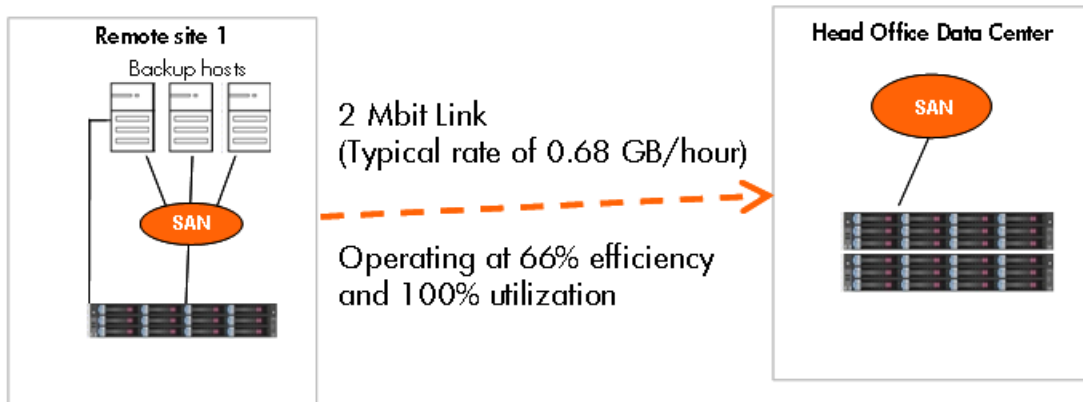 Remote site 1
Backup hosts
SAN
2 Mbit Link
(Typical rate of 0.68 GB/hour)
Operating at 66% efficiency
and 100% utilization
Head Office Data Center
SAN